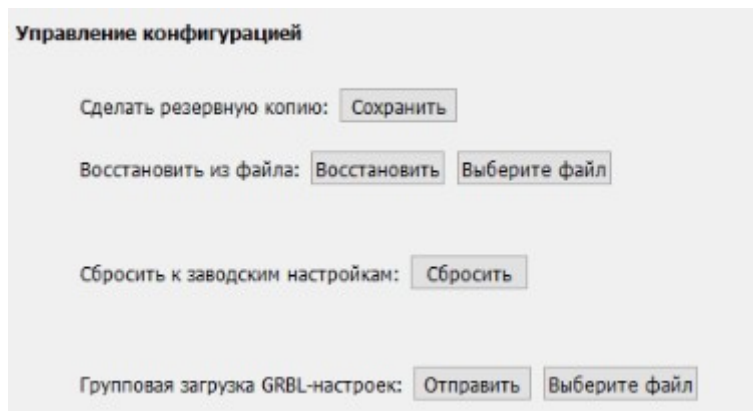 Управление конфигурацией
Сделать резервную копию: Сохранить
Восстановить из файла: Восстановить Выберите файл
Сбросить к заводским настройкам: Сбросить
Групповая загрузка GRBL-настроек: Отправить Выберите файл